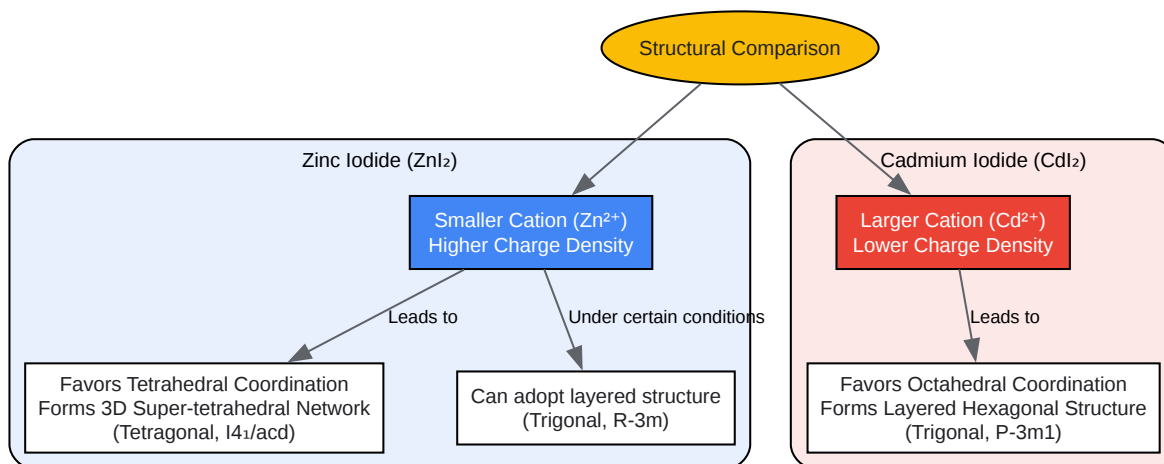 Structural Comparison
Zinc Iodide (ZnI₂)
Cadmium Iodide (CdI₂)
Smaller Cation (Zn²⁺)
Higher Charge Density
Larger Cation (Cd²⁺)
Lower Charge Density
Leads to
Under certain conditions
Leads to
Favors Tetrahedral Coordination
Forms 3D Super-tetrahedral Network
(Tetragonal, I4₁/acd)
Can adopt layered structure
(Trigonal, R-3m)
Favors Octahedral Coordination
Forms Layered Hexagonal Structure
(Trigonal, P-3m1)